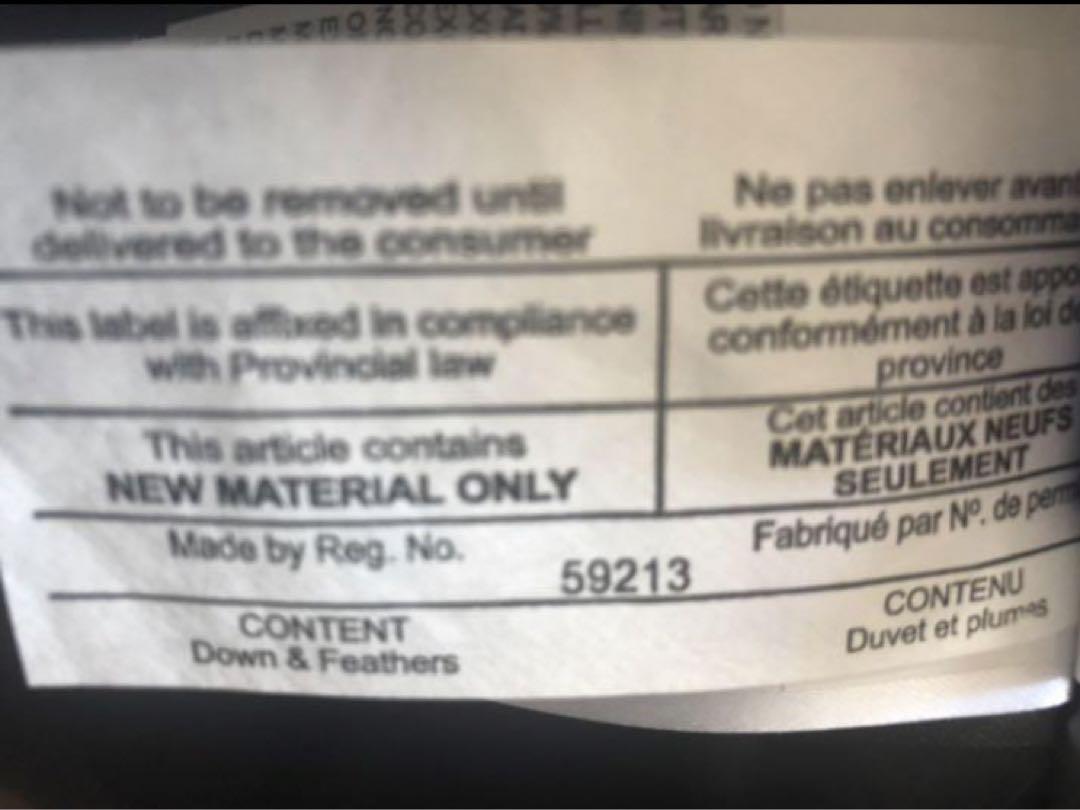 Not to be removed until
delivered to the consumer
Ne pas enlever avant
livraison au
This label is affixed in compliance
with Provincial law
Cette étiquette est
conformément à la loi
province
This article contains
NEW MATERIAL ONLY
Cet article contient des
MATÉRIAUX NEUFS
SEULEMENT
Made by Reg. No.
59213
Fabriqué par Nº. de
CONTENT
Down & Feathers
CONTENU
Duvet et plumes